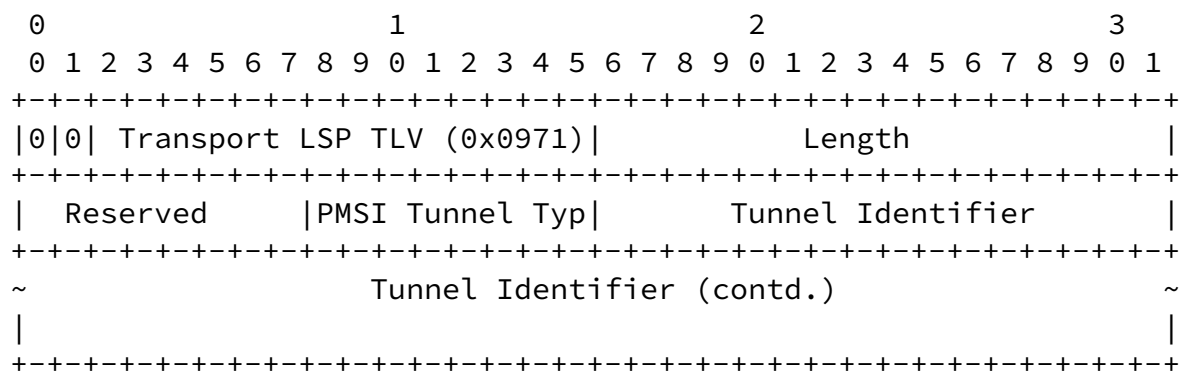 0                   1                   2                   3
 0 1 2 3 4 5 6 7 8 9 0 1 2 3 4 5 6 7 8 9 0 1 2 3 4 5 6 7 8 9 0 1
+-+-+-+-+-+-+-+-+-+-+-+-+-+-+-+-+-+-+-+-+-+-+-+-+-+-+-+-+-+-+-+-+
|0|0| Transport LSP TLV (0x0971)|           Length              |
+-+-+-+-+-+-+-+-+-+-+-+-+-+-+-+-+-+-+-+-+-+-+-+-+-+-+-+-+-+-+-+-+
|  Reserved     |PMSI Tunnel Typ|       Tunnel Identifier       |
+-+-+-+-+-+-+-+-+-+-+-+-+-+-+-+-+-+-+-+-+-+-+-+-+-+-+-+-+-+-+-+-+
~                   Tunnel Identifier (contd.)                  ~
|                                                               |
+-+-+-+-+-+-+-+-+-+-+-+-+-+-+-+-+-+-+-+-+-+-+-+-+-+-+-+-+-+-+-+-+